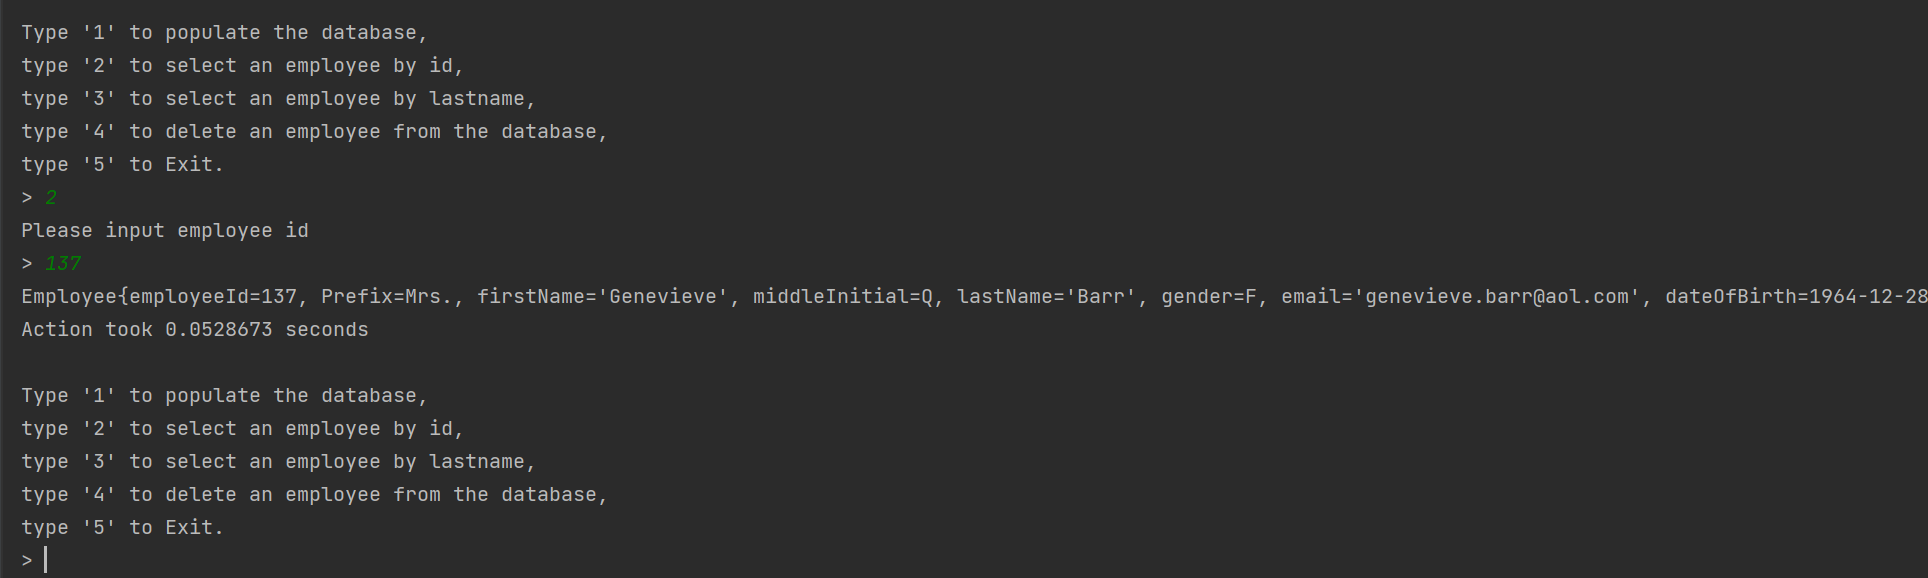 Type '1' to populate the database,
type '2' to select an employee by id,
type '3' to select an employee by lastname,
type '4' to delete an employee from the database,
type '5' to Exit.
> 2
Please input employee id
> 137
Employee{employeeId=137, Prefix=Mrs., firstName='Genevieve', middleInitial=Q, lastName='Barr', gender=F, email='genevieve.barr@aol.com', dateOfBirth=1964-12-28
Action took 0.0528673 seconds
Type '1' to populate the database,
type '2' to select an employee by id,
type '3' to select an employee by lastname,
type '4' to delete an employee from the database,
type '5' to Exit.
>